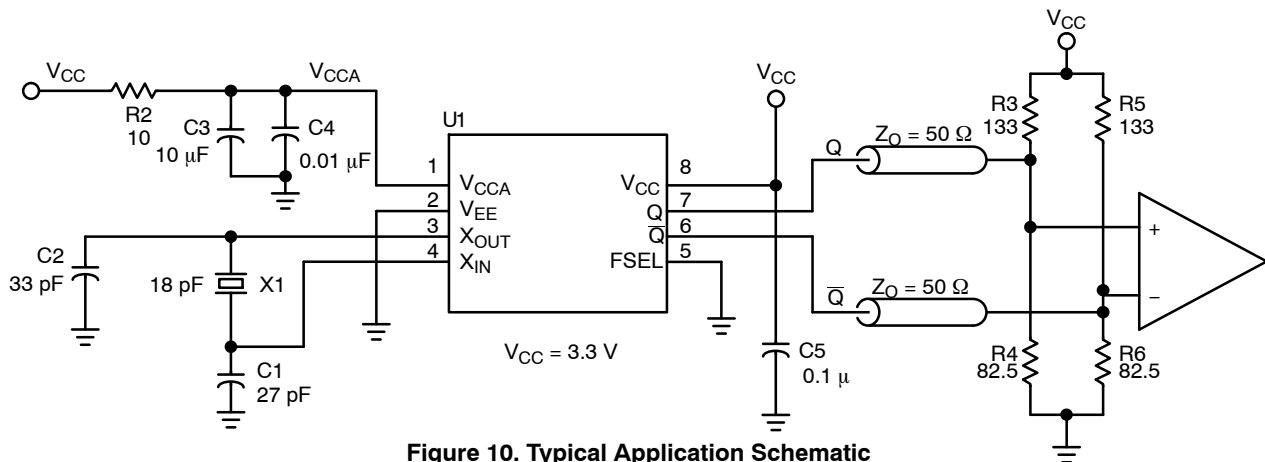 V_CC
R2
10
V_CCA
C3
10 μF
C4
0.01 μF
C2
33 pF
18 pF
X1
C1
27 pF
U1
1
2
3
4
V_CCA
V_EE
X_OUT
X_IN
V_CC
Q
Q̅
FSEL
8
7
6
5
V_CC = 3.3 V
V_CC
C5
0.1 μ
Q
Z_O = 50 Ω
Q̅
Z_O = 50 Ω
V_CC
R3
133
R5
133
R4
82.5
R6
82.5
+
−
Figure 10. Typical Application Schematic